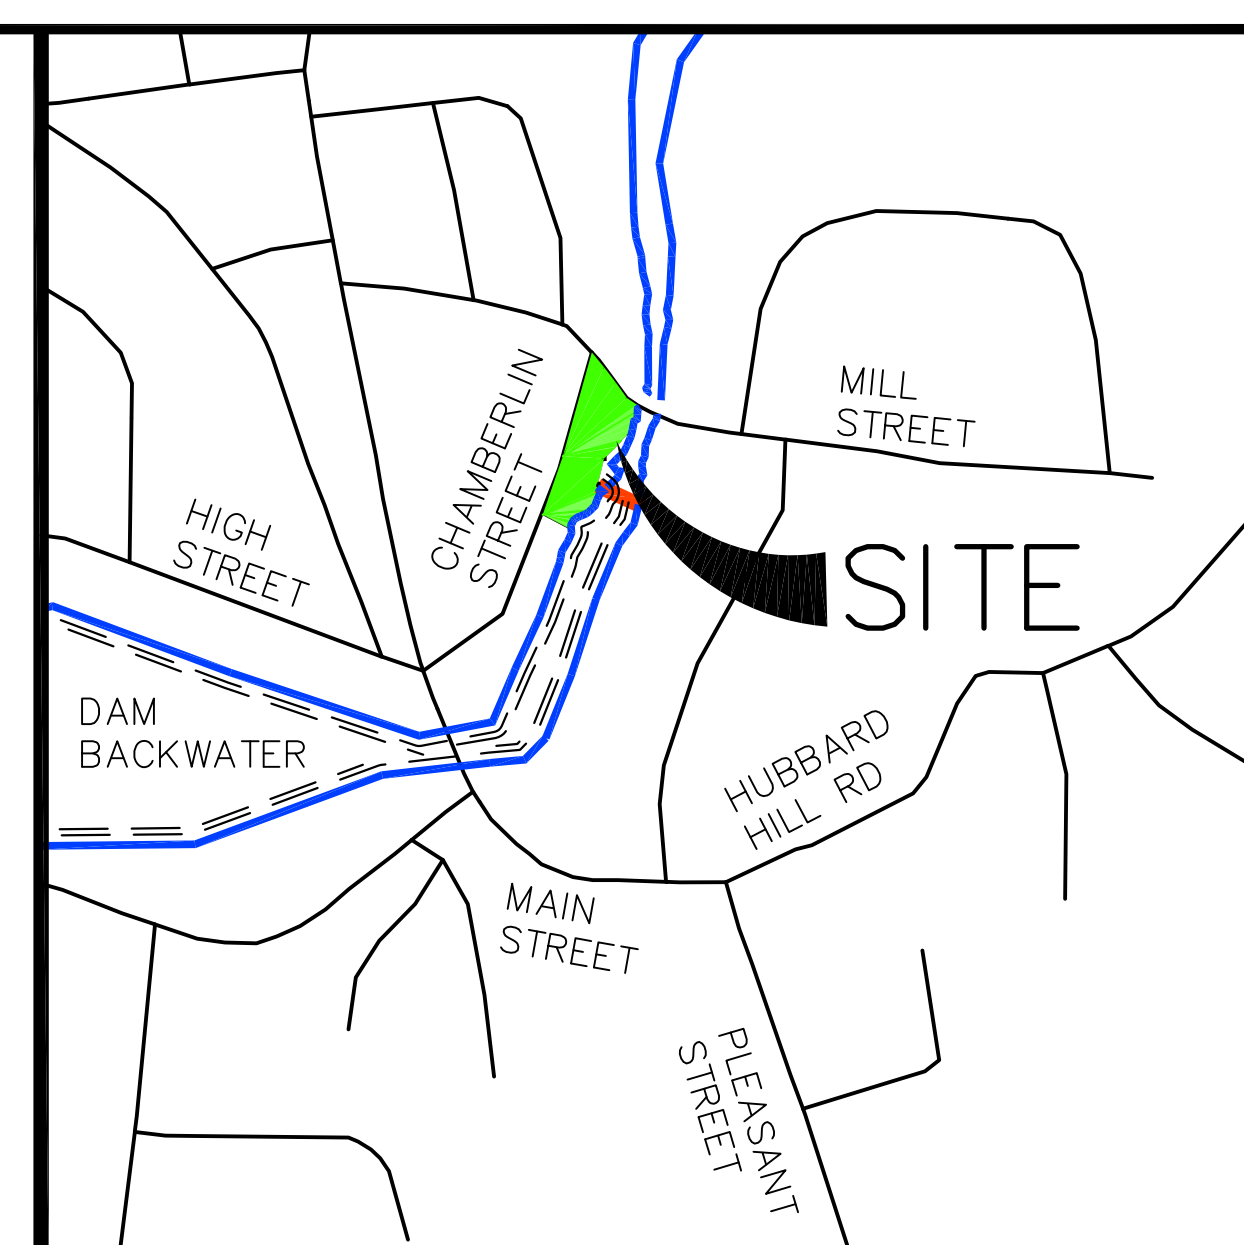 MILL
STREET
CHAMBERLIN
STREET
HIGH
STREET
SITE
DAM
BACKWATER
HUBBARD
HILL RD
MAIN
STREET
PLEASANT
STREET